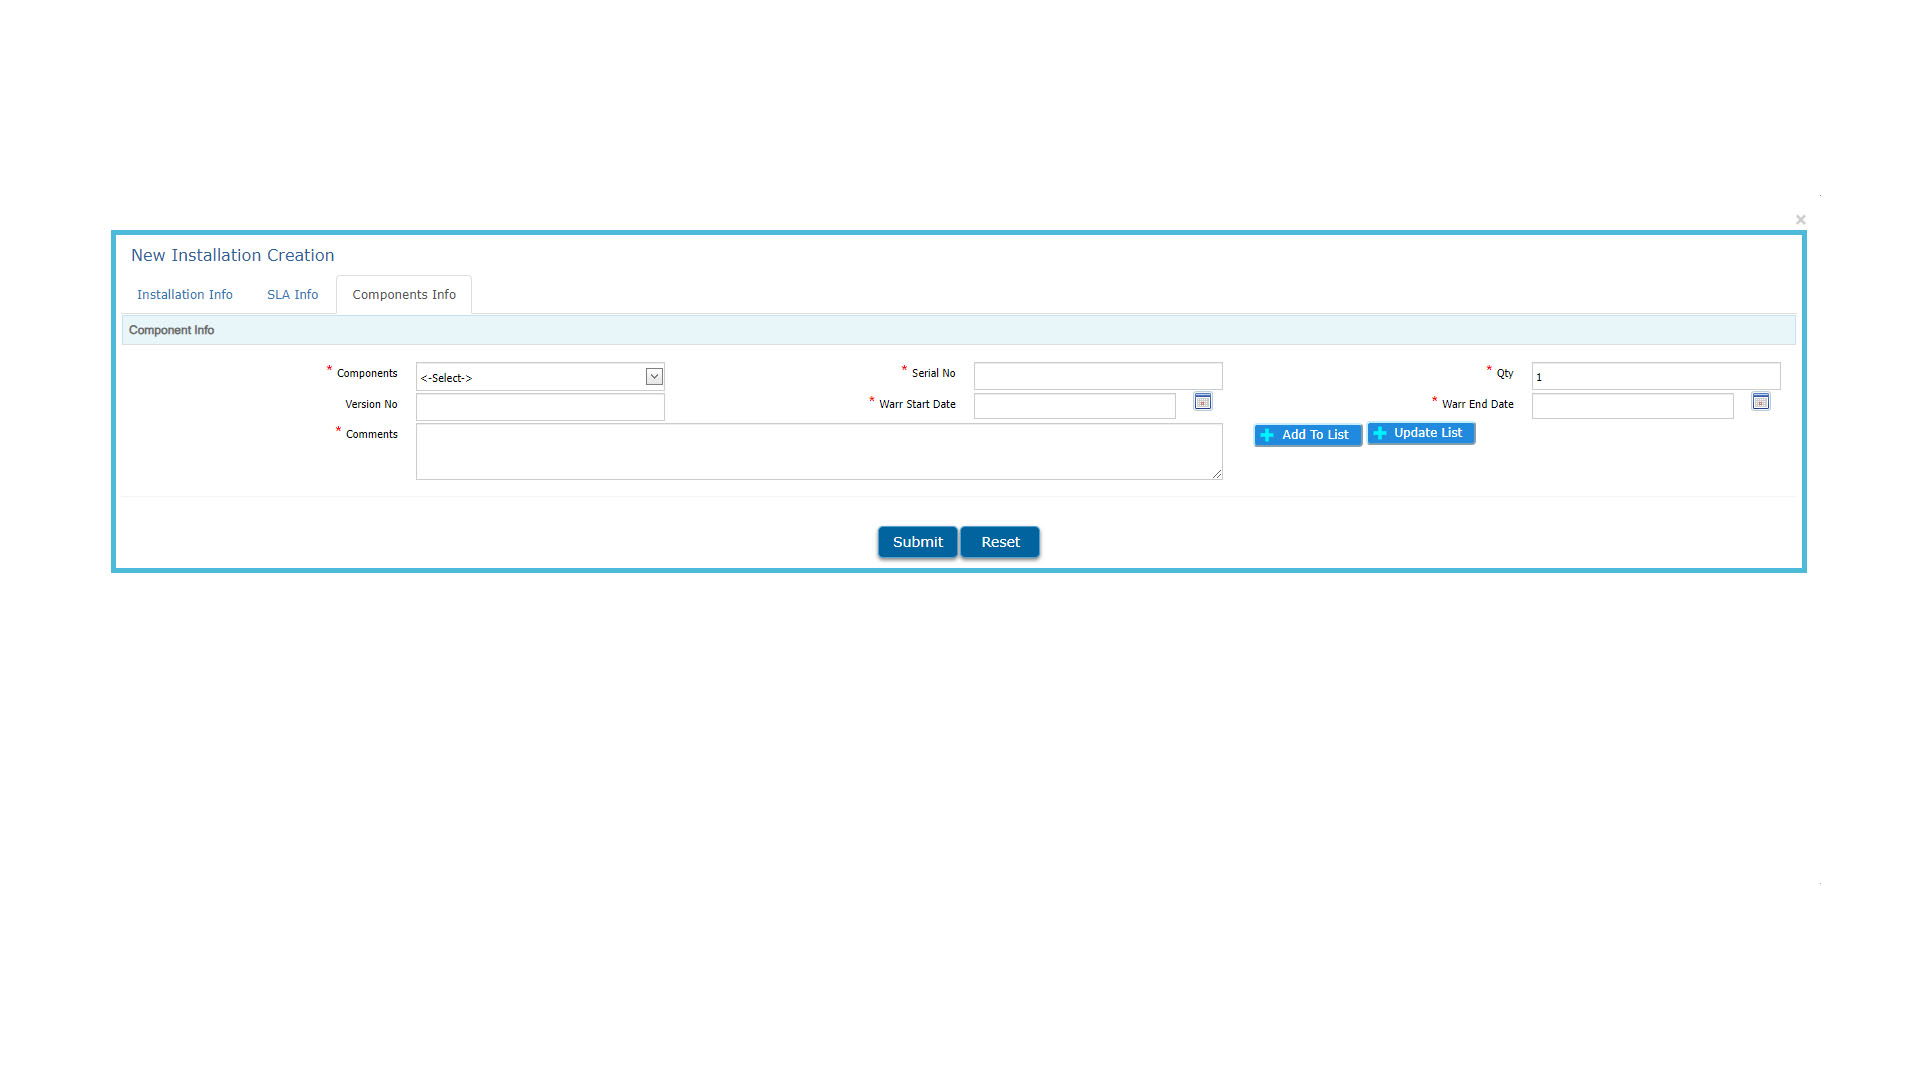 ×
New Installation Creation
Installation Info SLA Info Components Info
Component Info
* Components <-Select-> * Serial No * Qty 1
Version No * Warr Start Date * Warr End Date
* Comments Add To List Update List
Submit Reset